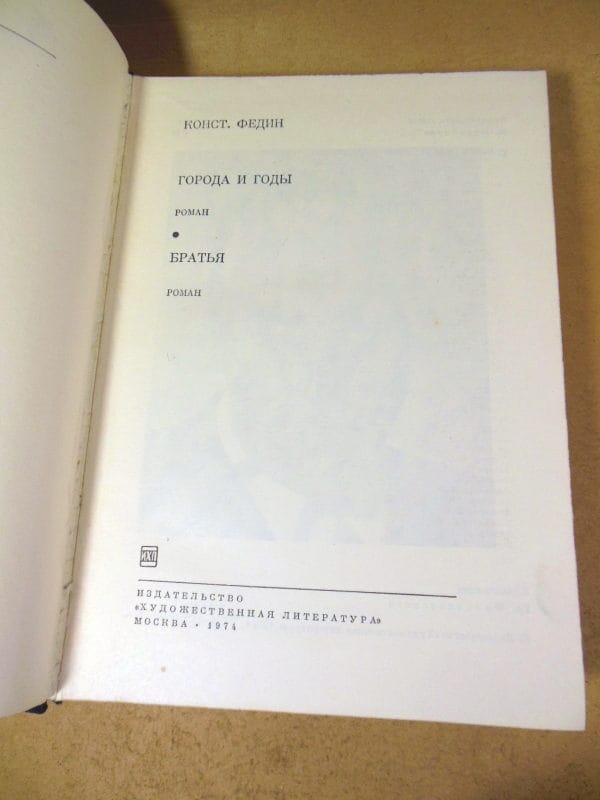 КОНСТ. ФЕДИН
ГОРОДА И ГОДЫ
РОМАН
•
БРАТЬЯ
РОМАН
ИЗДАТЕЛЬСТВО
«ХУДОЖЕСТВЕННАЯ ЛИТЕРАТУРА»
МОСКВА · 1974